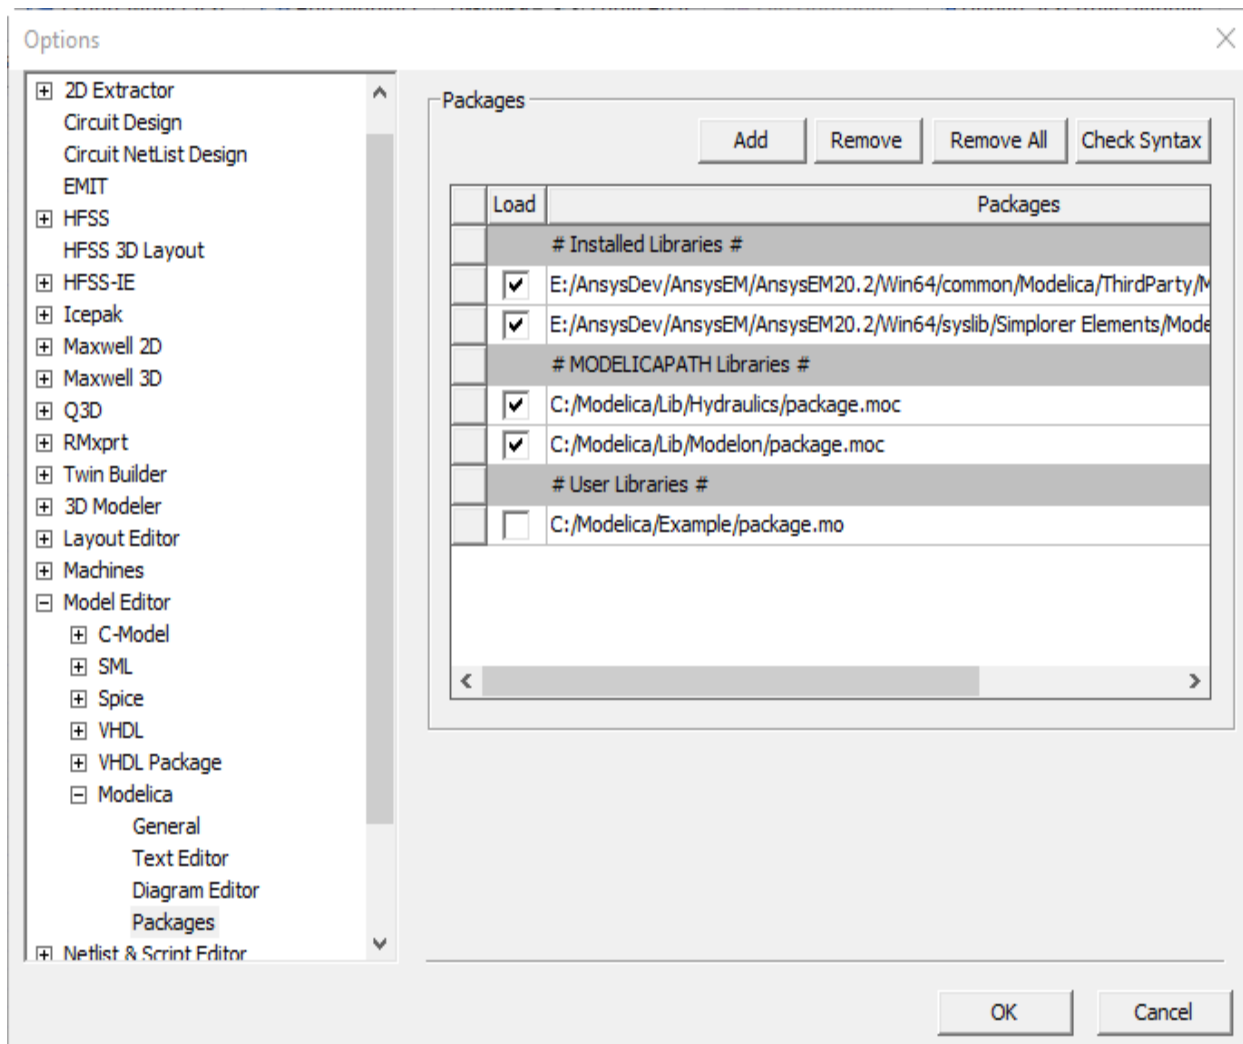 Options
2D Extractor
Circuit Design
Circuit NetList Design
EMIT
HFSS
HFSS 3D Layout
HFSS-IE
Icepak
Maxwell 2D
Maxwell 3D
Q3D
RMxprt
Twin Builder
3D Modeler
Layout Editor
Machines
Model Editor
C-Model
SML
Spice
VHDL
VHDL Package
Modelica
General
Text Editor
Diagram Editor
Packages
Netlist & Script Editor
Packages
Add Remove Remove All Check Syntax
Load Packages
# Installed Libraries #
E:/AnsysDev/AnsysEM/AnsysEM20.2/Win64/common/Modelica/ThirdParty/M
E:/AnsysDev/AnsysEM/AnsysEM20.2/Win64/syslib/Simplorer Elements/Mode
# MODELICAPATH Libraries #
C:/Modelica/Lib/Hydraulics/package.moc
C:/Modelica/Lib/Modelon/package.moc
# User Libraries #
C:/Modelica/Example/package.mo
OK Cancel